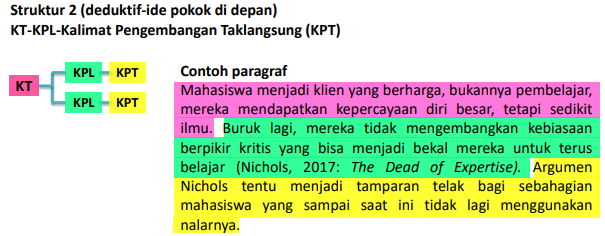 Struktur 2 (deduktif-ide pokok di depan)
KT-KPL-Kalimat Pengembangan Taklangsung (KPT)
KT
KPL
KPT
KPL
KPT
Contoh paragraf
Mahasiswa menjadi klien yang berharga, bukannya pembelajar,
mereka mendapatkan kepercayaan diri besar, tetapi sedikit
ilmu. Buruk lagi, mereka tidak mengembangkan kebiasaan
berpikir kritis yang bisa menjadi bekal mereka untuk terus
belajar (Nichols, 2017: The Dead of Expertise). Argumen
Nichols tentu menjadi tamparan telak bagi sebahagian
mahasiswa yang sampai saat ini tidak lagi menggunakan
nalarnya.